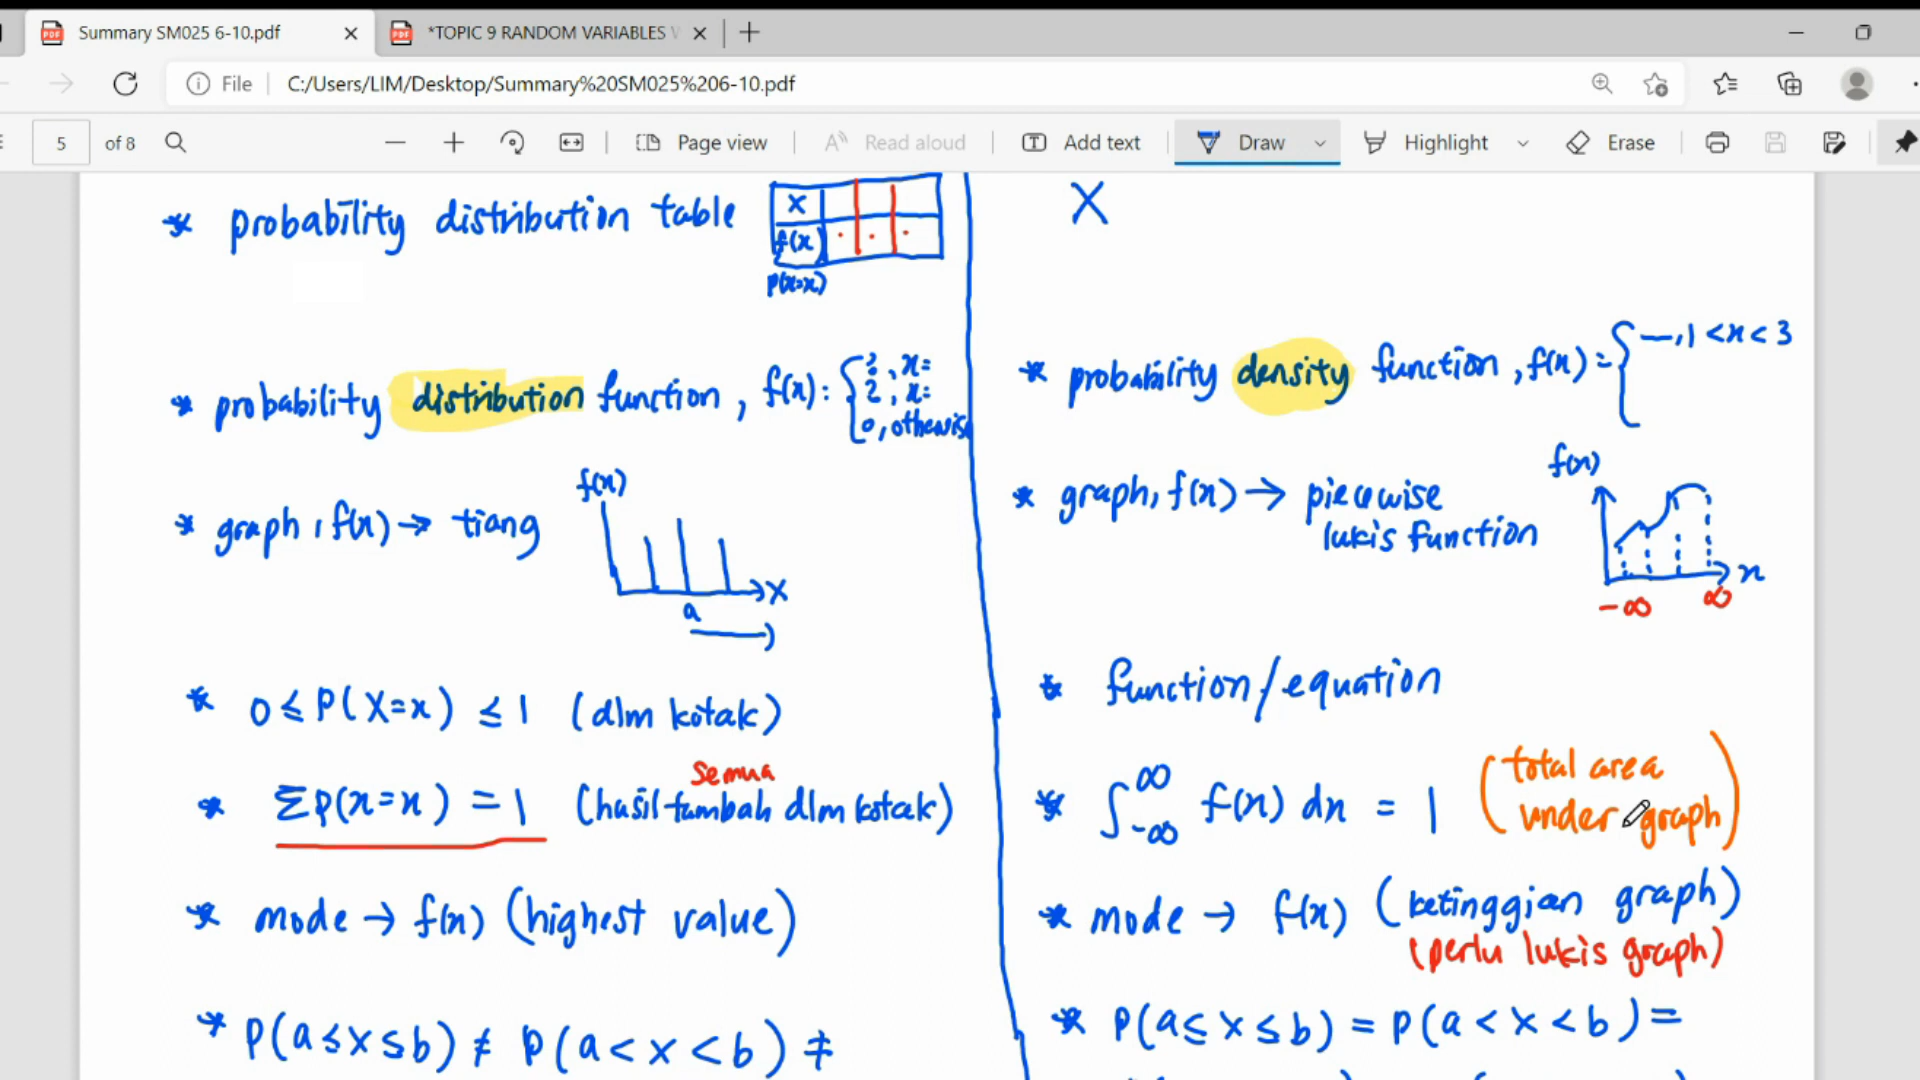 Summary SM025 6-10.pdf
*TOPIC 9 RANDOM VARIABLES
File
C:/Users/LIM/Desktop/Summary%20SM025%206-10.pdf
5 of 8
Page view
Read aloud
Add text
Draw
Highlight
Erase
* probability distribution table
X
f(x)
P(X=x)
* probability distribution function, f(x):
3, x=
2, x=
0, otherwise
* graph, f(x) → tiang
f(x)
X
a
* 0 ≤ P(X=x) ≤ 1 (dlm kotak)
semua
* ΣP(x=x) = 1 (hasil tambah dlm kotak)
* mode → f(x) (highest value)
* P(a≤x≤b) ≠ P(a<x<b) ≠
X
* probability density function, f(x) = { —, 1<x<3
* graph, f(x) → piecewise
lukis function
f(x)
x
-∞ ∞
* function/equation
* ∫_{-∞}^{∞} f(x) dx = 1 (total area
under graph)
* mode → f(x) (ketinggian graph)
(perlu lukis graph)
* P(a≤x≤b) = P(a<x<b) =